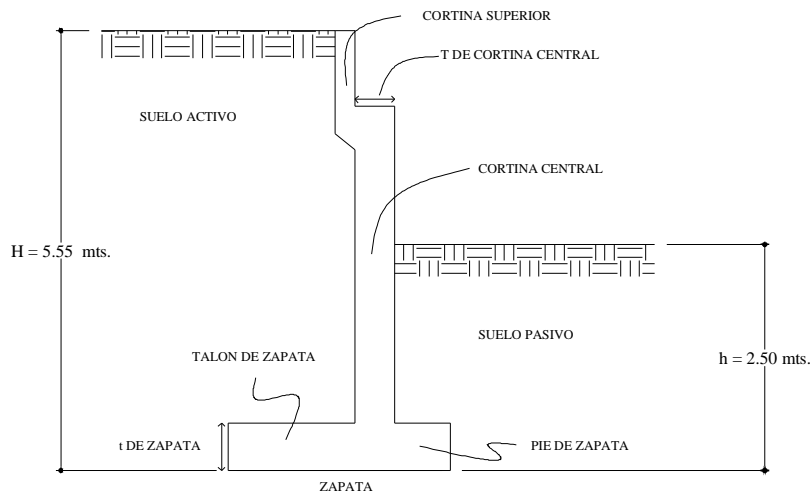 CORTINA SUPERIOR
T DE CORTINA CENTRAL
SUELO ACTIVO
CORTINA CENTRAL
H = 5.55 mts.
SUELO PASIVO
TALON DE ZAPATA
h = 2.50 mts.
t DE ZAPATA
PIE DE ZAPATA
ZAPATA